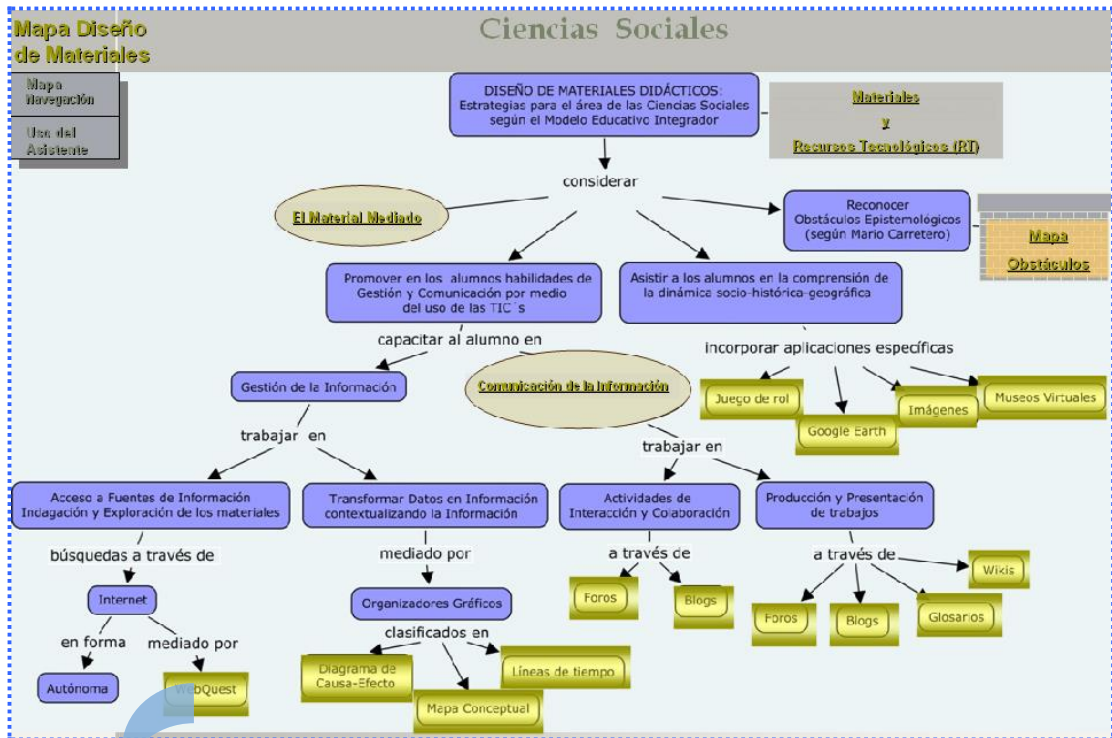 Mapa Diseño
de Materiales
Ciencias Sociales
Mapa
Navegación
Uso del
Asistente
DISEÑO DE MATERIALES DIDÁCTICOS:
Estrategias para el área de las Ciencias Sociales
según el Modelo Educativo Integrador
Materiales
y
Recursos Tecnológicos (RT)
considerar
El Material Mediado
Reconocer
Obstáculos Epistemológicos
(según Mario Carretero)
Mapa
Obstáculos
Promover en los alumnos habilidades de
Gestión y Comunicación por medio
del uso de las TIC´s
Asistir a los alumnos en la comprensión de
la dinámica socio-histórica-geográfica
capacitar al alumno en
incorporar aplicaciones específicas
Gestión de la Información
Comunicación de la Información
Juego de rol
Google Earth
Imágenes
Museos Virtuales
trabajar en
trabajar en
Acceso a Fuentes de Información
Indagación y Exploración de los materiales
Transformar Datos en Información
contextualizando la Información
Actividades de
Interacción y Colaboración
Producción y Presentación
de trabajos
búsquedas a través de
mediado por
a través de
a través de
Internet
Organizadores Gráficos
Foros
Blogs
Foros
Blogs
Glosarios
Wikis
en forma
mediado por
clasificados en
Autónoma
WebQuest
Diagrama de
Causa-Efecto
Mapa Conceptual
Líneas de tiempo